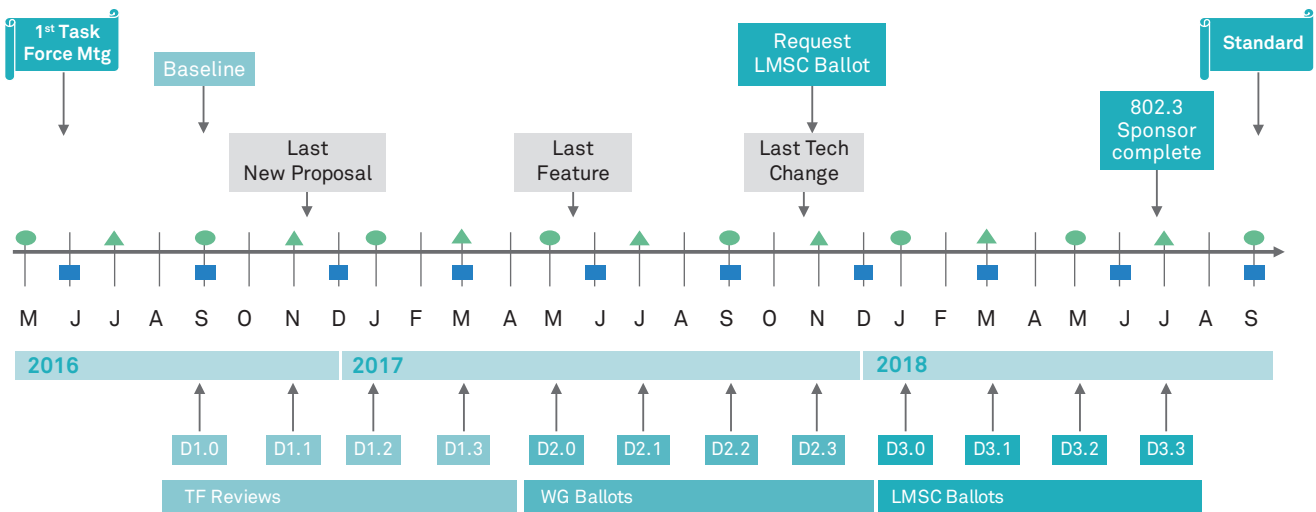 1st Task
Force Mtg
Baseline
Last
New Proposal
Last
Feature
Request
LMSC Ballot
Last Tech
Change
802.3
Sponsor
complete
Standard
M J J A S O N D J F M A M J J A S O N D J F M A M J J A S
2016 2017 2018
D1.0 D1.1 D1.2 D1.3 D2.0 D2.1 D2.2 D2.3 D3.0 D3.1 D3.2 D3.3
TF Reviews WG Ballots LMSC Ballots